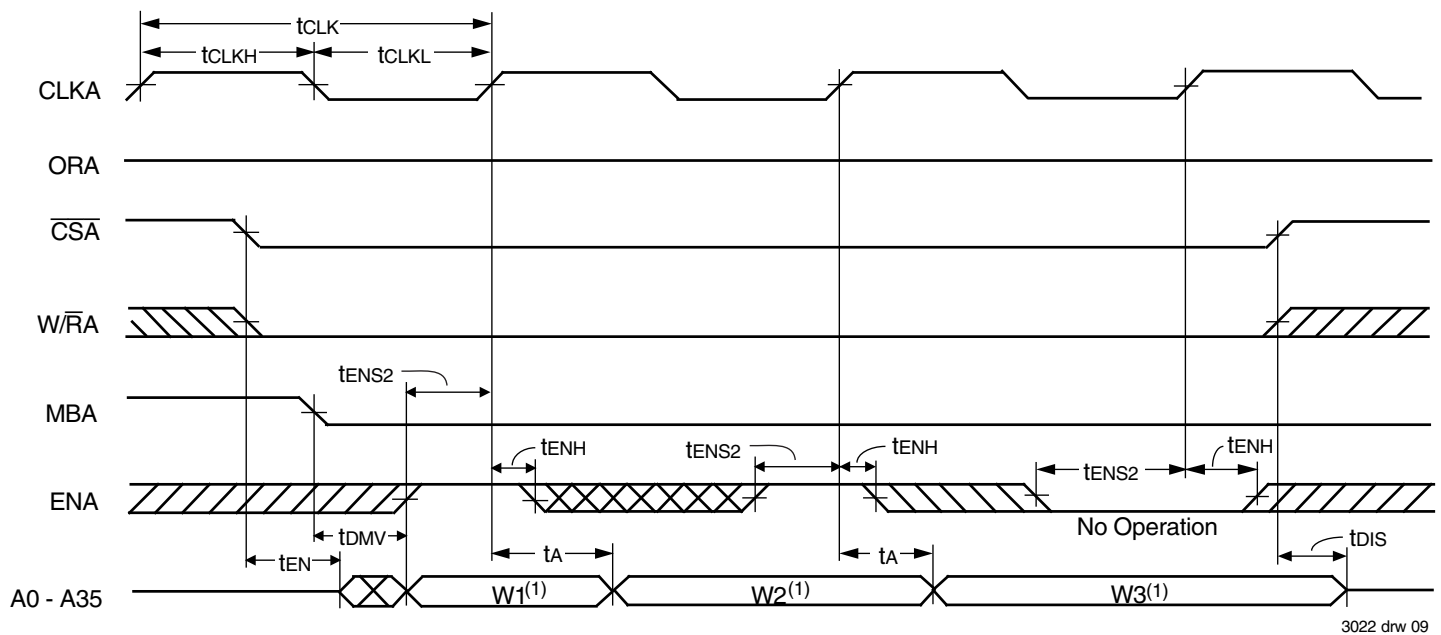 tCLK
tCLKH
tCLKL
CLKA
ORA
CSA
W/RA
tENS2
MBA
tENH
tENS2
tENH
tENS2
tENH
ENA
No Operation
tDMV
tEN
tA
tA
tDIS
A0 - A35
W1(1)
W2(1)
W3(1)
3022 drw 09